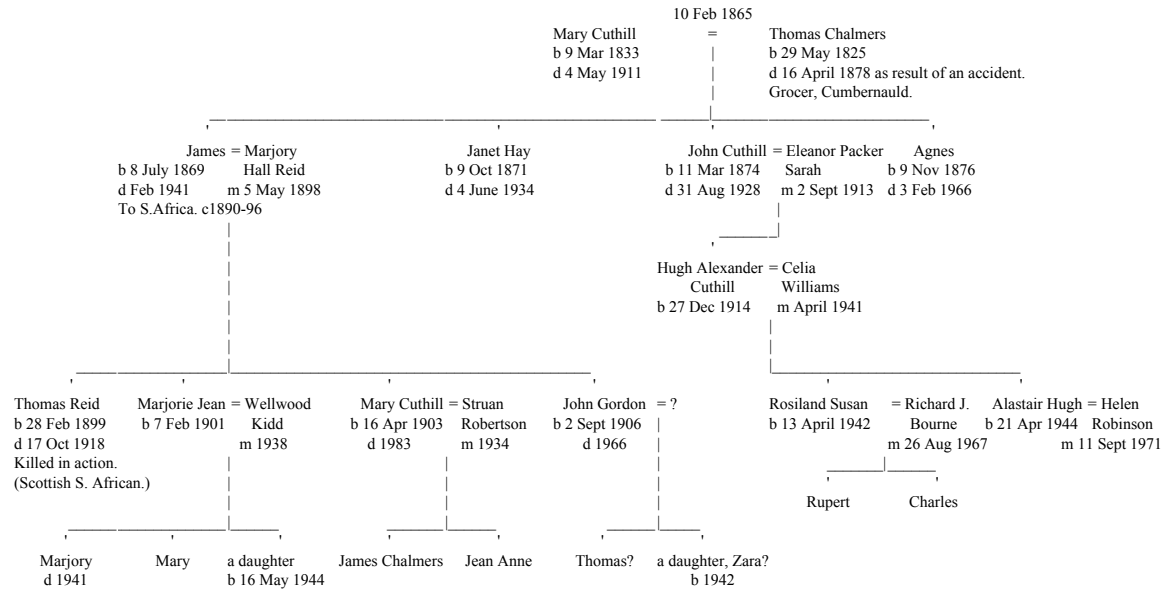 10 Feb 1865
Mary Cuthill = Thomas Chalmers
b 9 Mar 1833 b 29 May 1825
d 4 May 1911 d 16 April 1878 as result of an accident.
Grocer, Cumbernauld.
James = Marjory Janet Hay John Cuthill = Eleanor Packer Agnes
b 8 July 1869 Hall Reid b 9 Oct 1871 b 11 Mar 1874 Sarah b 9 Nov 1876
d Feb 1941 m 5 May 1898 d 4 June 1934 d 31 Aug 1928 m 2 Sept 1913 d 3 Feb 1966
To S.Africa. c1890-96
Hugh Alexander = Celia
Cuthill Williams
b 27 Dec 1914 m April 1941
Thomas Reid Marjorie Jean = Wellwood Mary Cuthill = Struan John Gordon = ? Rosiland Susan = Richard J. Alastair Hugh = Helen
b 28 Feb 1899 b 7 Feb 1901 Kidd b 16 Apr 1903 Robertson b 2 Sept 1906 b 13 April 1942 Bourne b 21 Apr 1944 Robinson
d 17 Oct 1918 m 1938 d 1983 m 1934 d 1966 m 26 Aug 1967 m 11 Sept 1971
Killed in action.
(Scottish S. African.)
Rupert Charles
Marjory Mary a daughter James Chalmers Jean Anne Thomas? a daughter, Zara?
d 1941 b 16 May 1944 b 1942